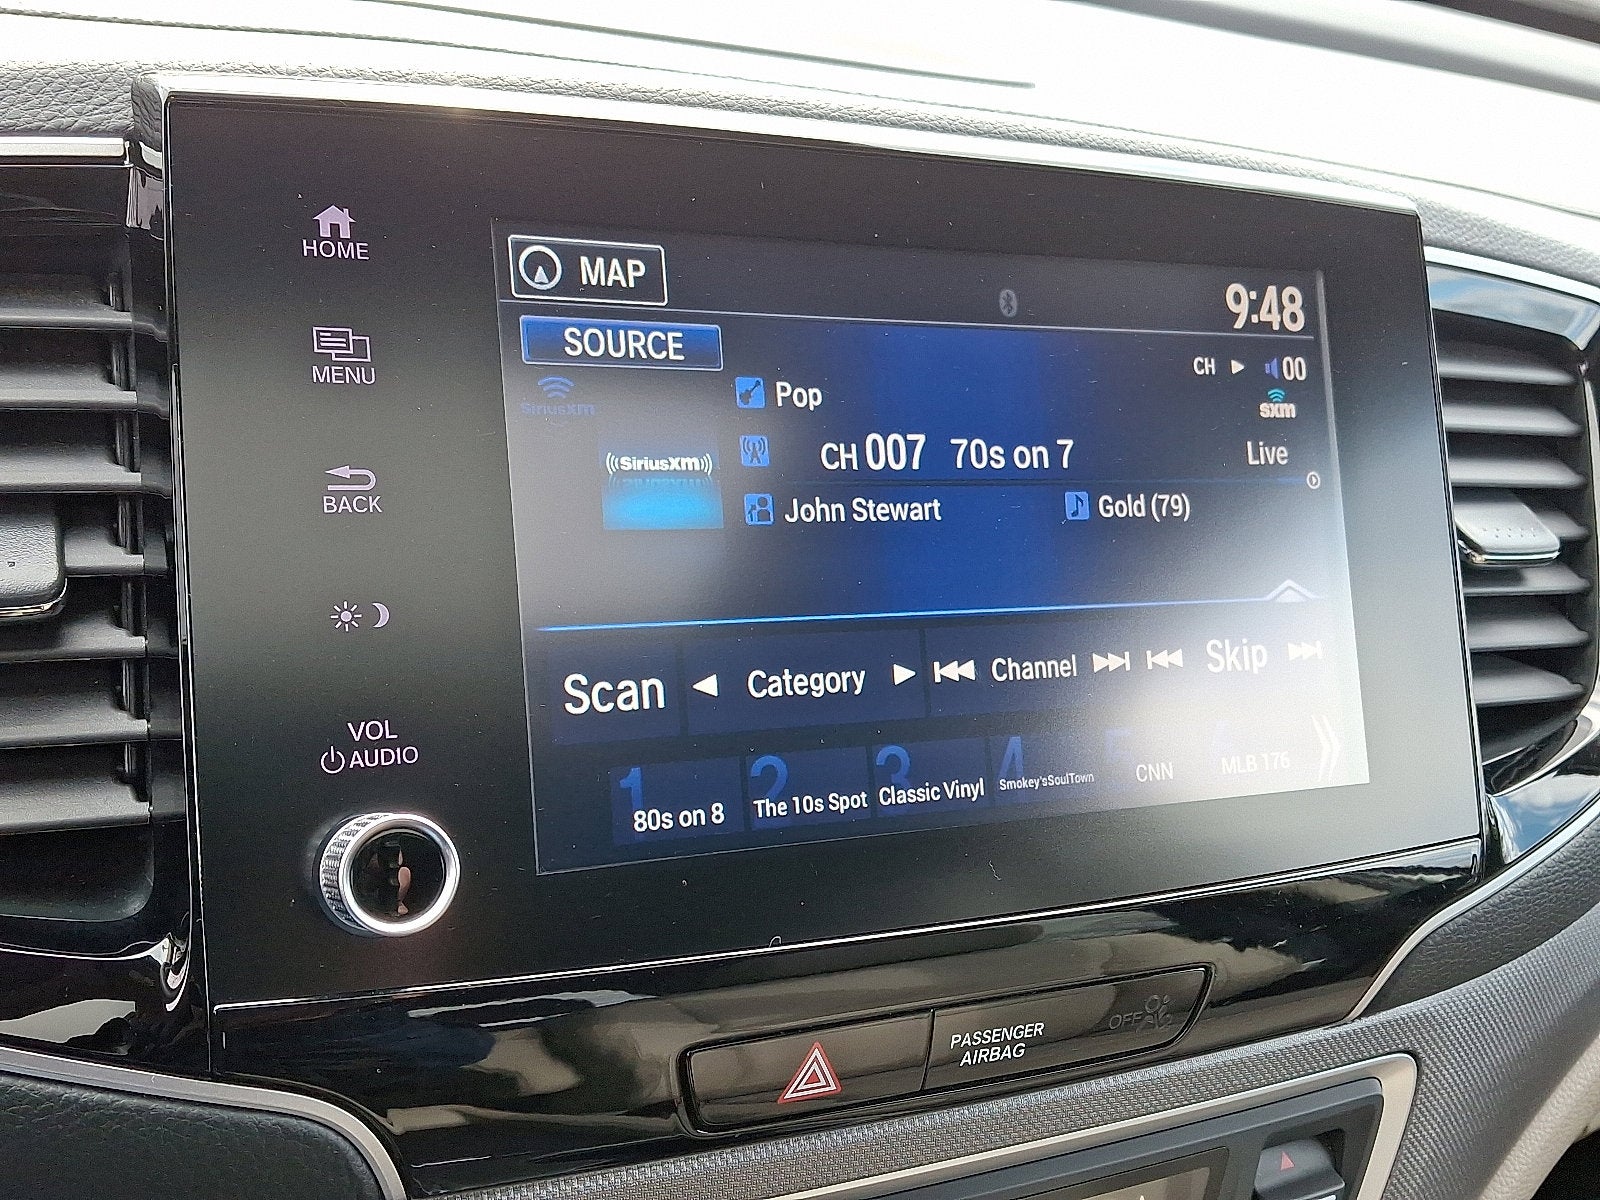 HOME
MENU
BACK
VOL
AUDIO
MAP
9:48
SOURCE
CH 00
SiriusXM
Pop
sxm
((SiriusXM))
CH 007 70s on 7
Live
John Stewart
Gold (79)
Scan
Category
Channel
Skip
1
2
3
4
5
80s on 8
The 10s Spot
Classic Vinyl
Smokey'sSoulTown
CNN
MLB 176
PASSENGER
AIRBAG
OFF